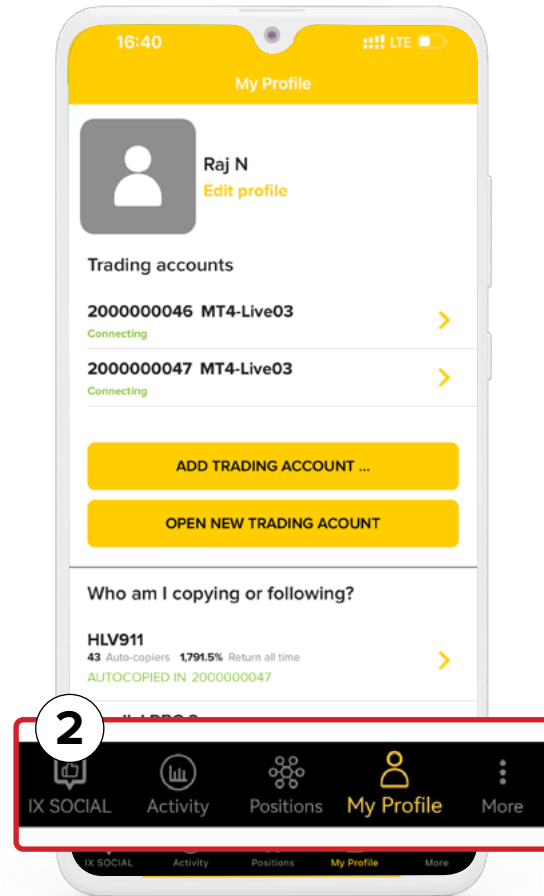 16:40
LTE
My Profile
Raj N
Edit profile
Trading accounts
2000000046 MT4-Live03
Connecting
2000000047 MT4-Live03
Connecting
ADD TRADING ACCOUNT ...
OPEN NEW TRADING ACOUNT
Who am I copying or following?
HLV911
43 Auto-copiers 1,791.5% Return all time
AUTOCOPIED IN 2000000047
2
IX SOCIAL Activity Positions My Profile More
IX SOCIAL Activity Positions My Profile More